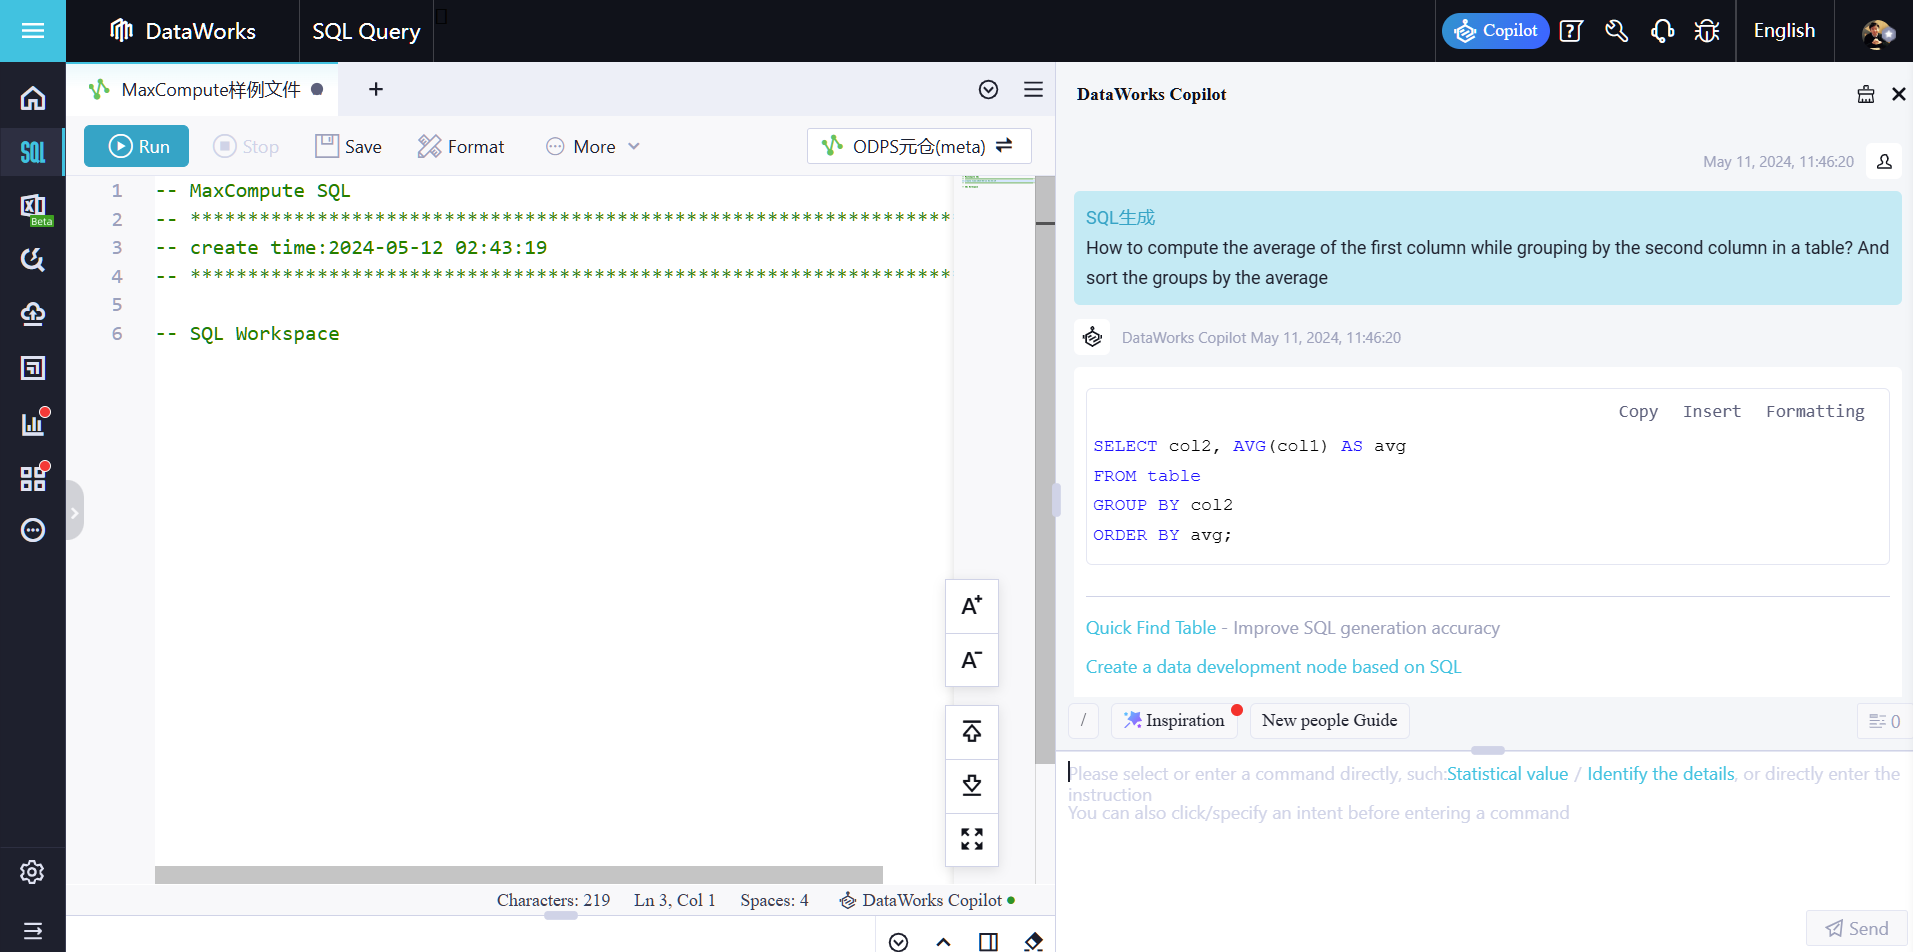 DataWorks
SQL Query
Copilot
English
MaxCompute样例文件
Run
Stop
Save
Format
More
ODPS元仓(meta)
SQL
Beta
1 -- MaxCompute SQL
2 -- ********************************************************************
3 -- create time:2024-05-12 02:43:19
4 -- ********************************************************************
5
6 -- SQL Workspace
A+
A-
Characters: 219
Ln 3, Col 1
Spaces: 4
DataWorks Copilot
DataWorks Copilot
May 11, 2024, 11:46:20
SQL生成
How to compute the average of the first column while grouping by the second column in a table? And
sort the groups by the average
DataWorks Copilot May 11, 2024, 11:46:20
Copy Insert Formatting
SELECT col2, AVG(col1) AS avg
FROM table
GROUP BY col2
ORDER BY avg;
Quick Find Table - Improve SQL generation accuracy
Create a data development node based on SQL
/
Inspiration
New people Guide
0
Please select or enter a command directly, such:Statistical value / Identify the details, or directly enter the
instruction
You can also click/specify an intent before entering a command
Send